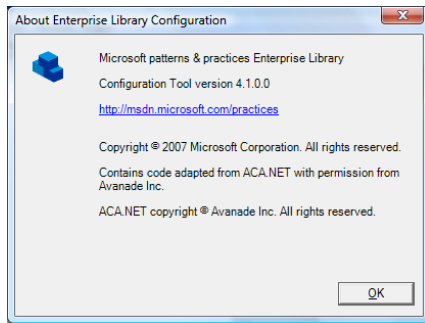 About Enterprise Library Configuration
Microsoft patterns & practices Enterprise Library
Configuration Tool version 4.1.0.0
http://msdn.microsoft.com/practices
Copyright © 2007 Microsoft Corporation. All rights reserved.
Contains code adapted from ACA.NET with permission from
Avanade Inc.
ACA.NET copyright © Avanade Inc. All rights reserved.
OK